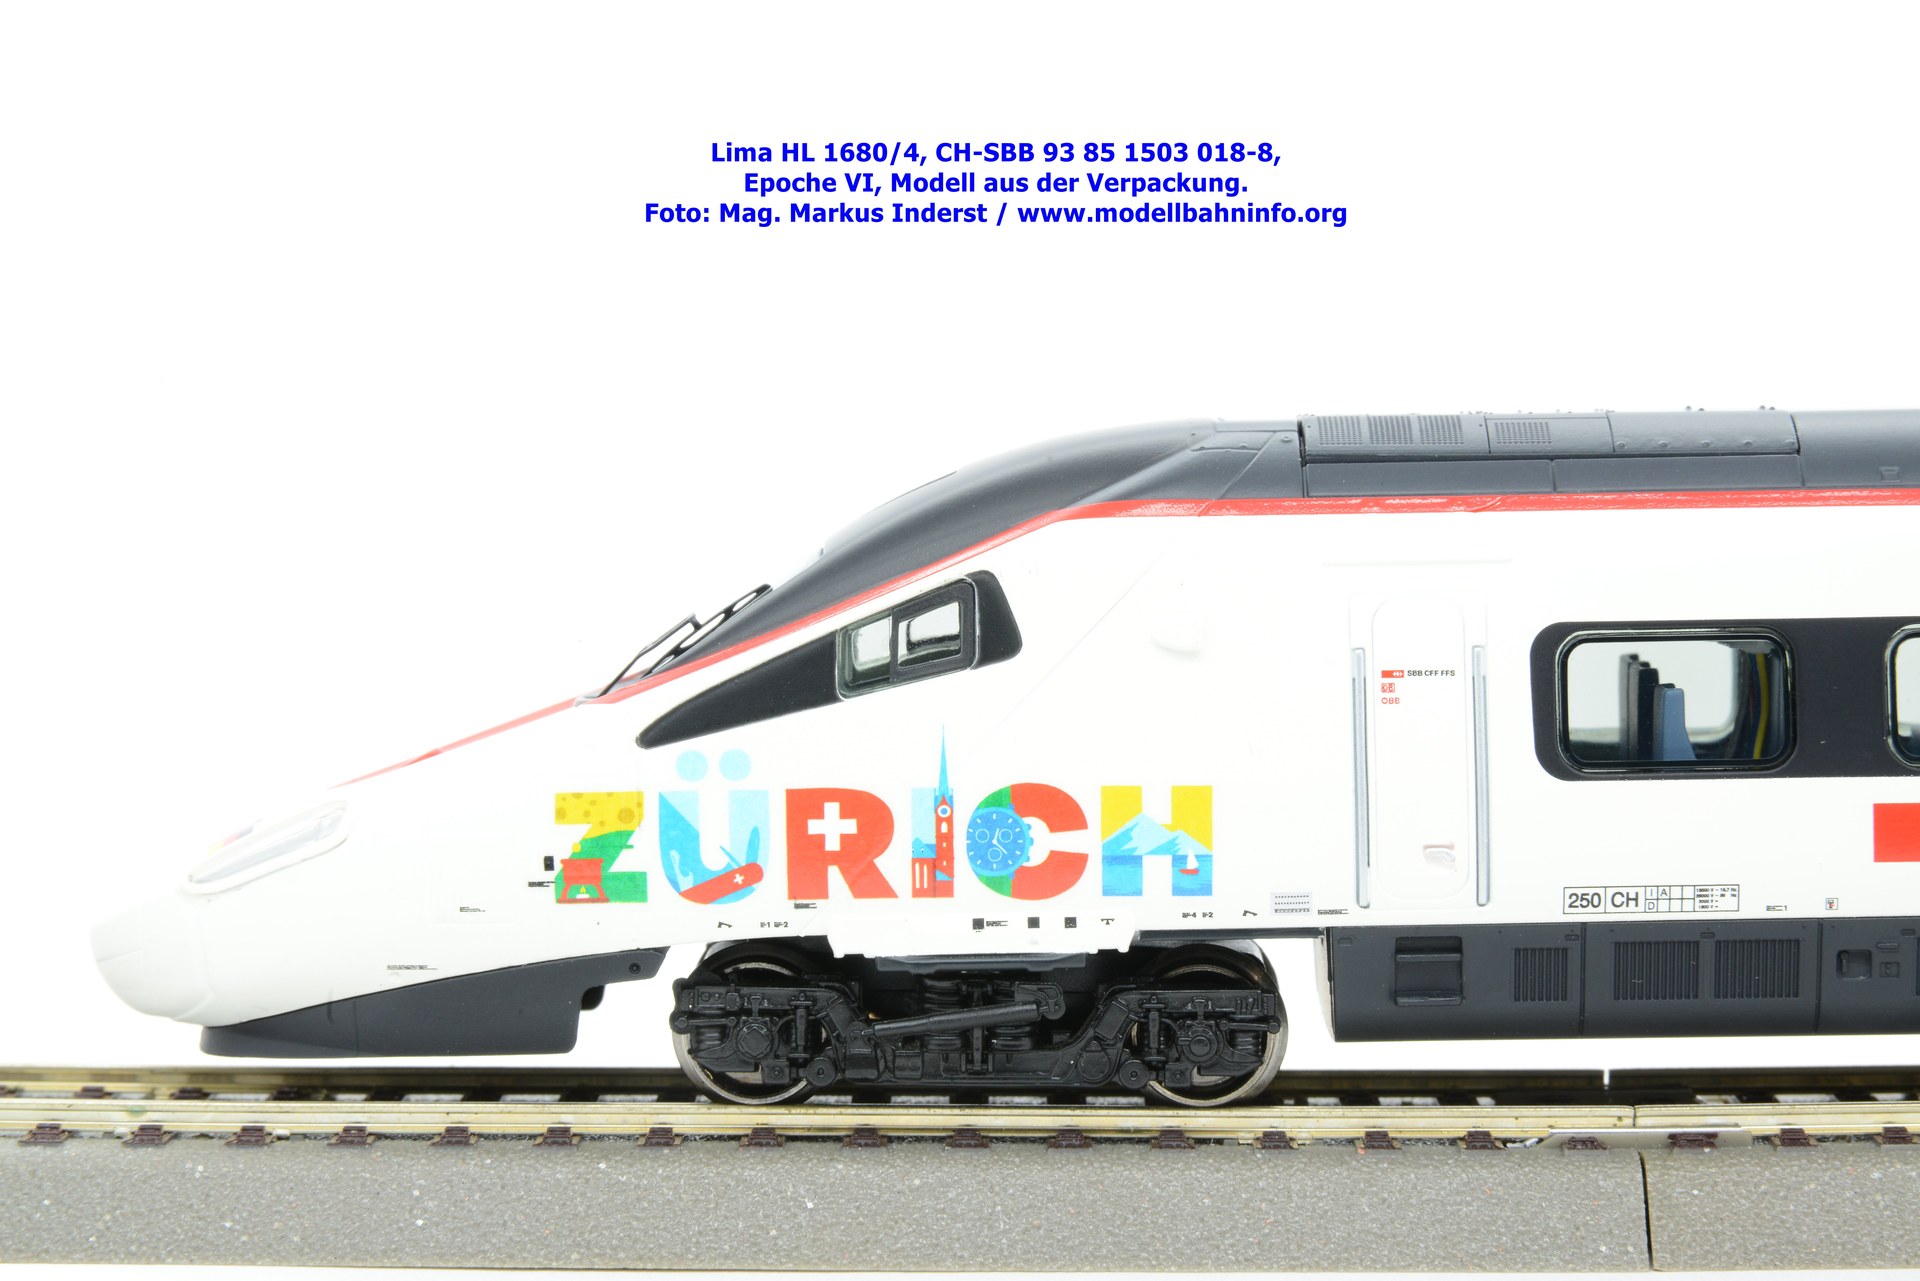 Lima HL 1680/4, CH-SBB 93 85 1503 018-8,
Epoche VI, Modell aus der Verpackung.
Foto: Mag. Markus Inderst / www.modellbahninfo.org
SBB CFF FFS
ÖBB
ZÜRICH
250 CH
I A
D